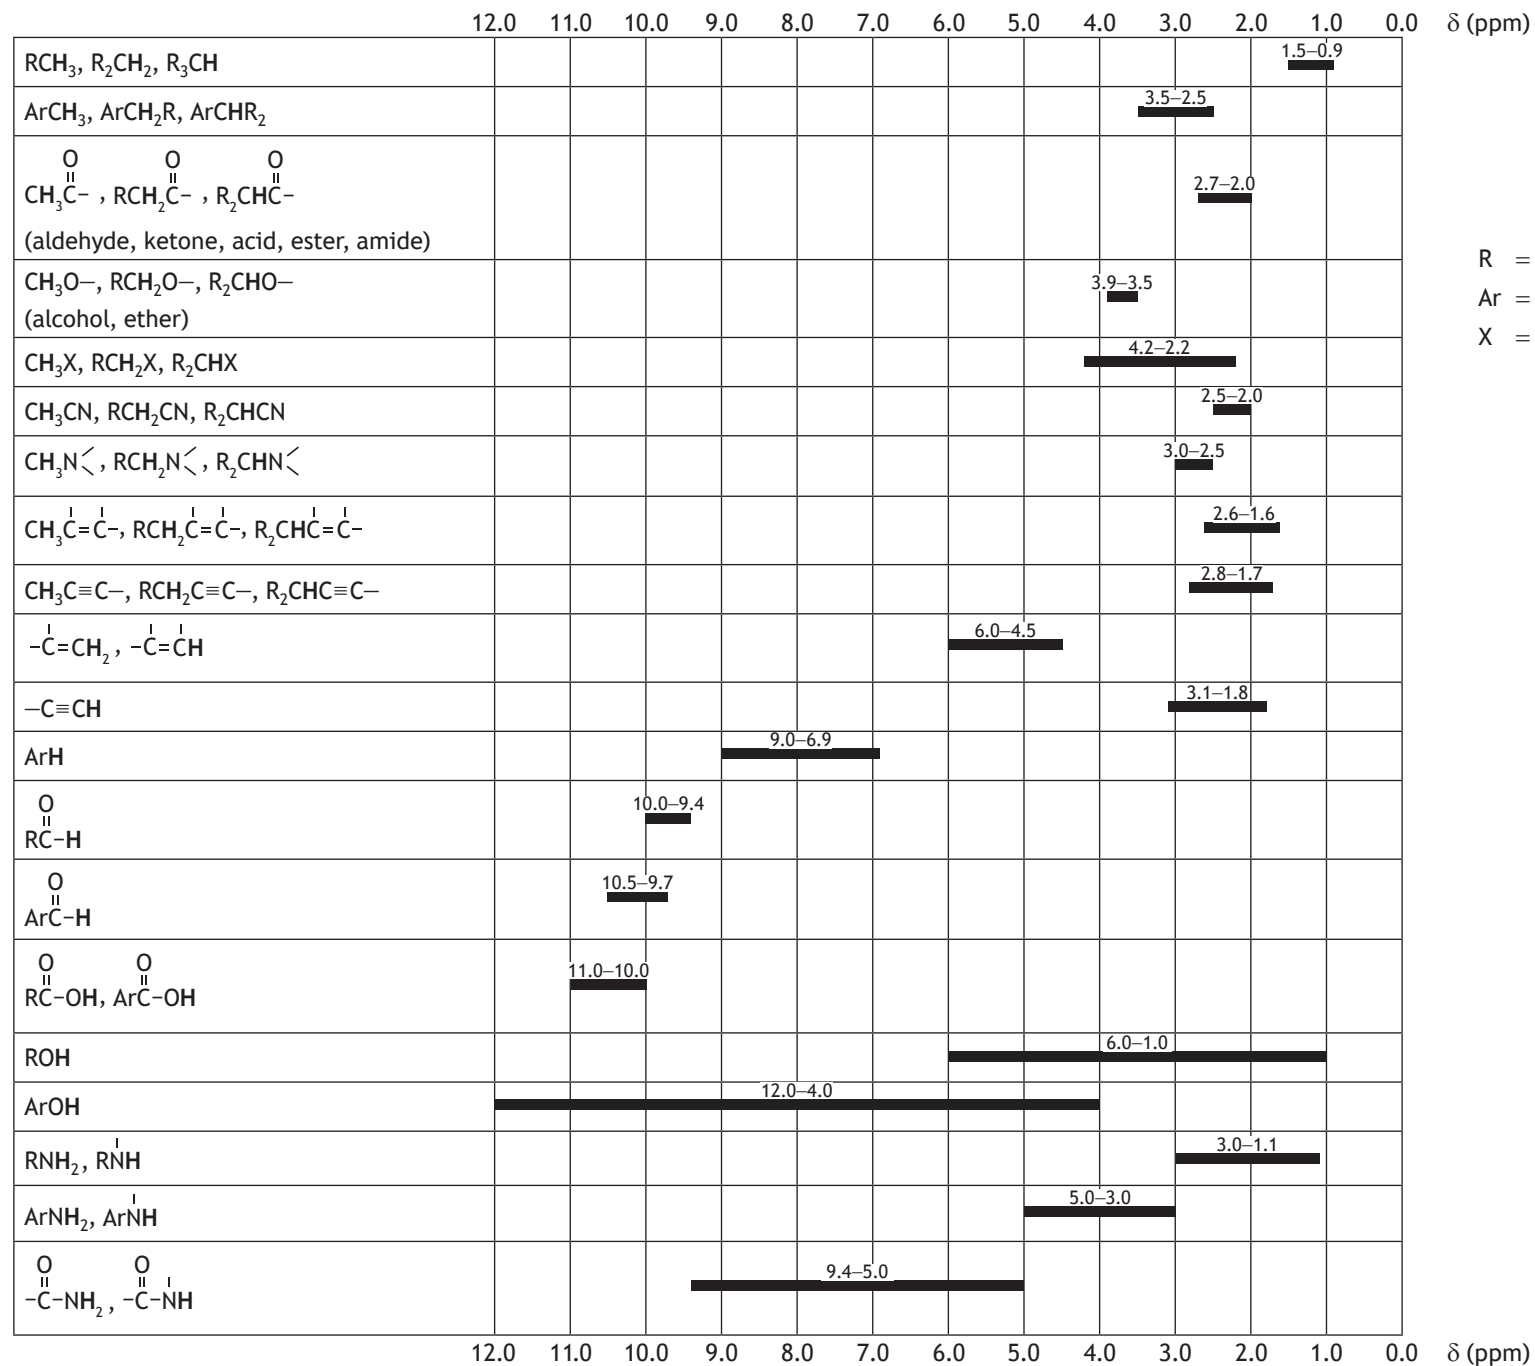 12.0 11.0 10.0 9.0 8.0 7.0 6.0 5.0 4.0 3.0 2.0 1.0 0.0 δ (ppm)
RCH₃, R₂CH₂, R₃CH 1.5–0.9
ArCH₃, ArCH₂R, ArCHR₂ 3.5–2.5
O O O
CH₃C– , RCH₂C– , R₂CHC– 2.7–2.0
(aldehyde, ketone, acid, ester, amide)
R =
CH₃O–, RCH₂O–, R₂CHO– 3.9–3.5
Ar =
(alcohol, ether)
X =
CH₃X, RCH₂X, R₂CHX 4.2–2.2
CH₃CN, RCH₂CN, R₂CHCN 2.5–2.0
CH₃N<, RCH₂N<, R₂CHN< 3.0–2.5
CH₃C=C–, RCH₂C=C–, R₂CHC=C– 2.6–1.6
CH₃C≡C–, RCH₂C≡C–, R₂CHC≡C– 2.8–1.7
–C=CH₂ , –C=CH 6.0–4.5
–C≡CH 3.1–1.8
ArH 9.0–6.9
O
RC–H 10.0–9.4
O
ArC–H 10.5–9.7
O O
RC–OH, ArC–OH 11.0–10.0
ROH 6.0–1.0
ArOH 12.0–4.0
RNH₂, RNH 3.0–1.1
ArNH₂, ArNH 5.0–3.0
O O
–C–NH₂ , –C–NH 9.4–5.0
12.0 11.0 10.0 9.0 8.0 7.0 6.0 5.0 4.0 3.0 2.0 1.0 0.0 δ (ppm)